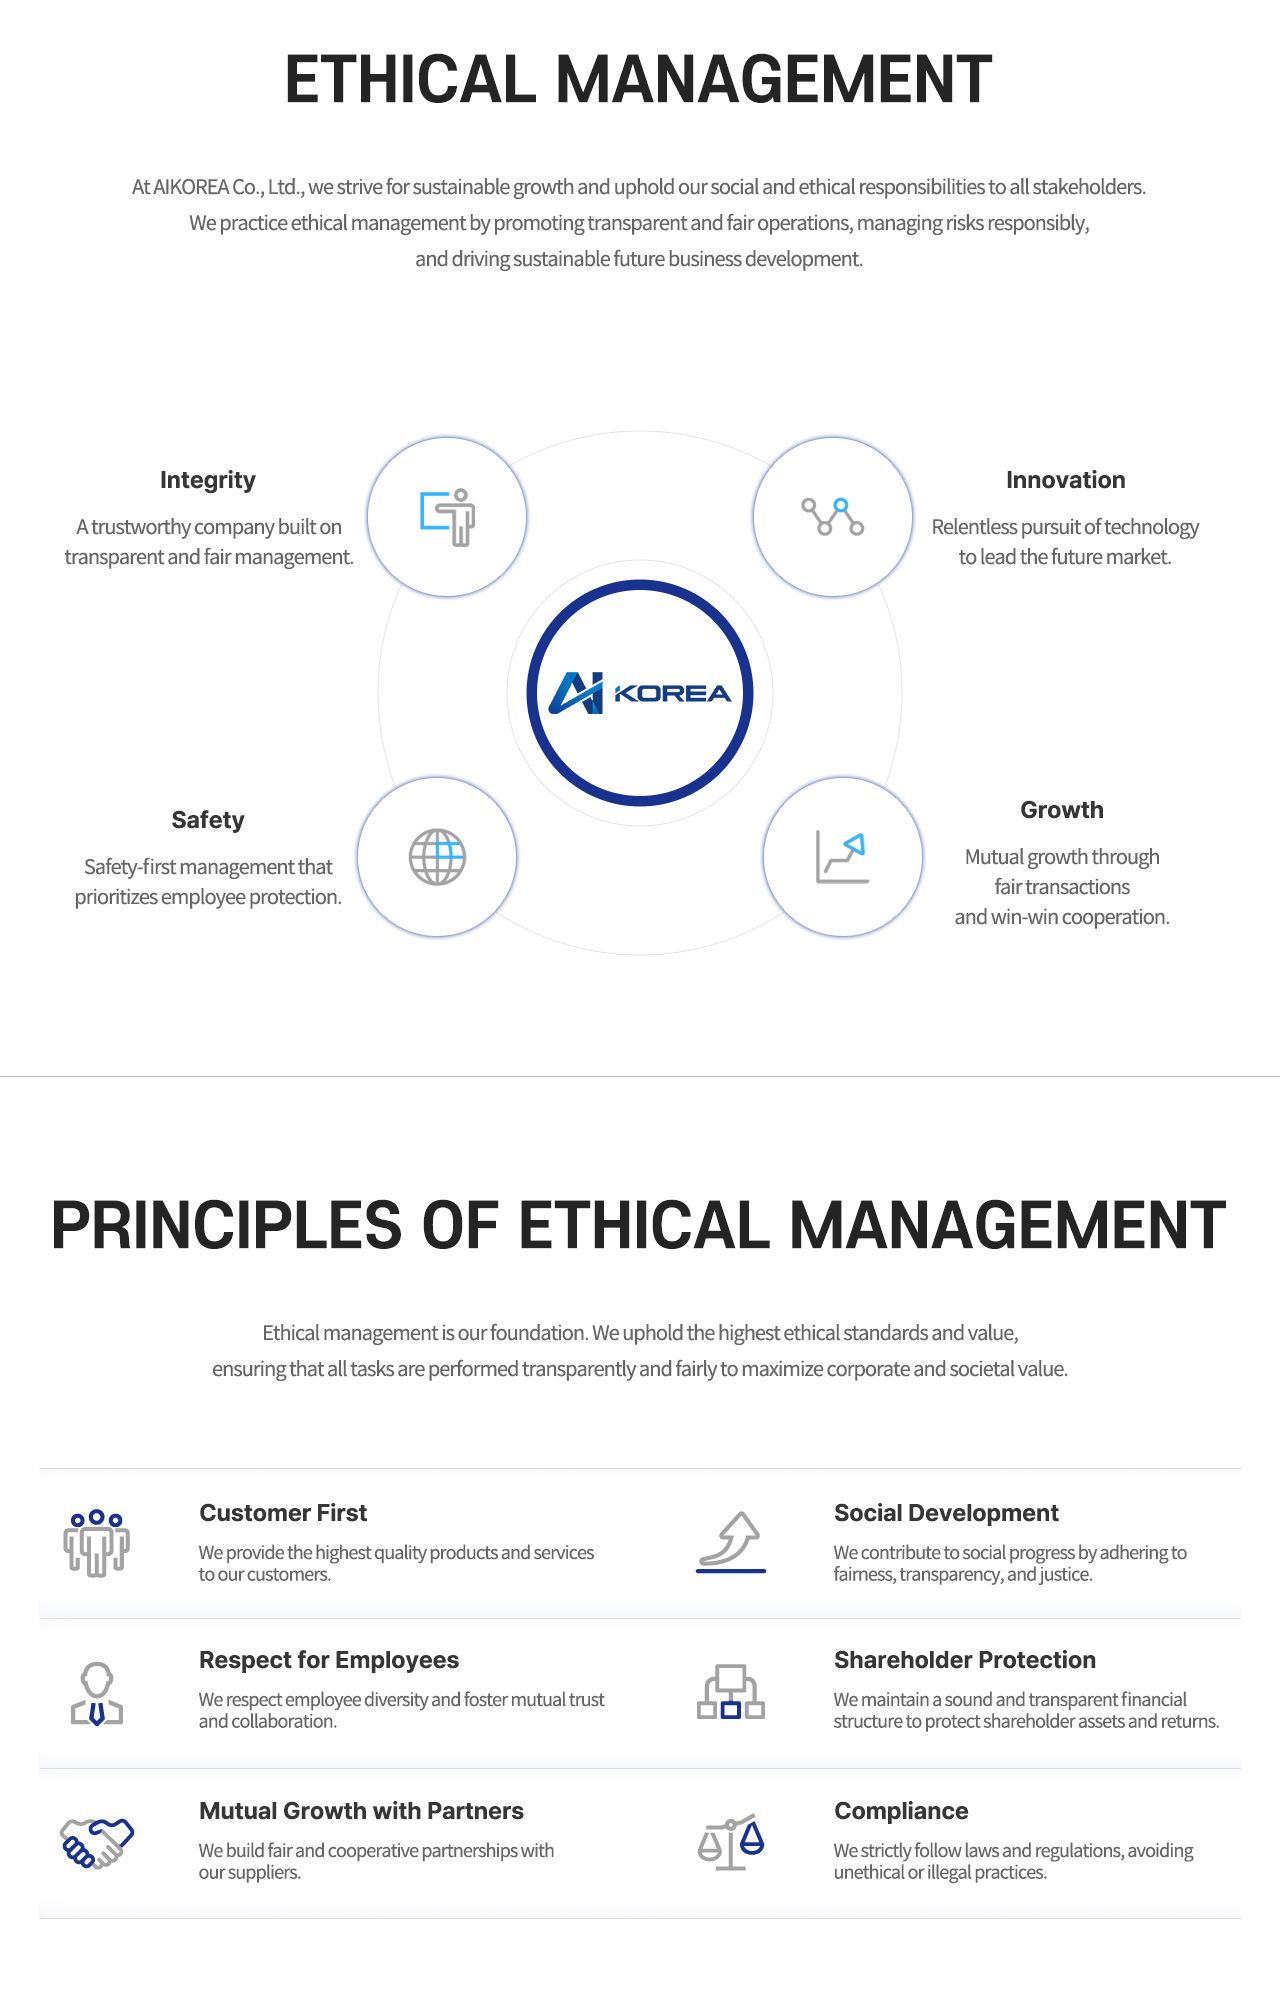 ETHICAL MANAGEMENT
At AIKOREA Co., Ltd., we strive for sustainable growth and uphold our social and ethical responsibilities to all stakeholders.
We practice ethical management by promoting transparent and fair operations, managing risks responsibly,
and driving sustainable future business development.
Integrity
A trustworthy company built on
transparent and fair management.
Innovation
Relentless pursuit of technology
to lead the future market.
AI KOREA
Safety
Safety-first management that
prioritizes employee protection.
Growth
Mutual growth through
fair transactions
and win-win cooperation.
PRINCIPLES OF ETHICAL MANAGEMENT
Ethical management is our foundation. We uphold the highest ethical standards and value,
ensuring that all tasks are performed transparently and fairly to maximize corporate and societal value.
Customer First
We provide the highest quality products and services
to our customers.
Social Development
We contribute to social progress by adhering to
fairness, transparency, and justice.
Respect for Employees
We respect employee diversity and foster mutual trust
and collaboration.
Shareholder Protection
We maintain a sound and transparent financial
structure to protect shareholder assets and returns.
Mutual Growth with Partners
We build fair and cooperative partnerships with
our suppliers.
Compliance
We strictly follow laws and regulations, avoiding
unethical or illegal practices.